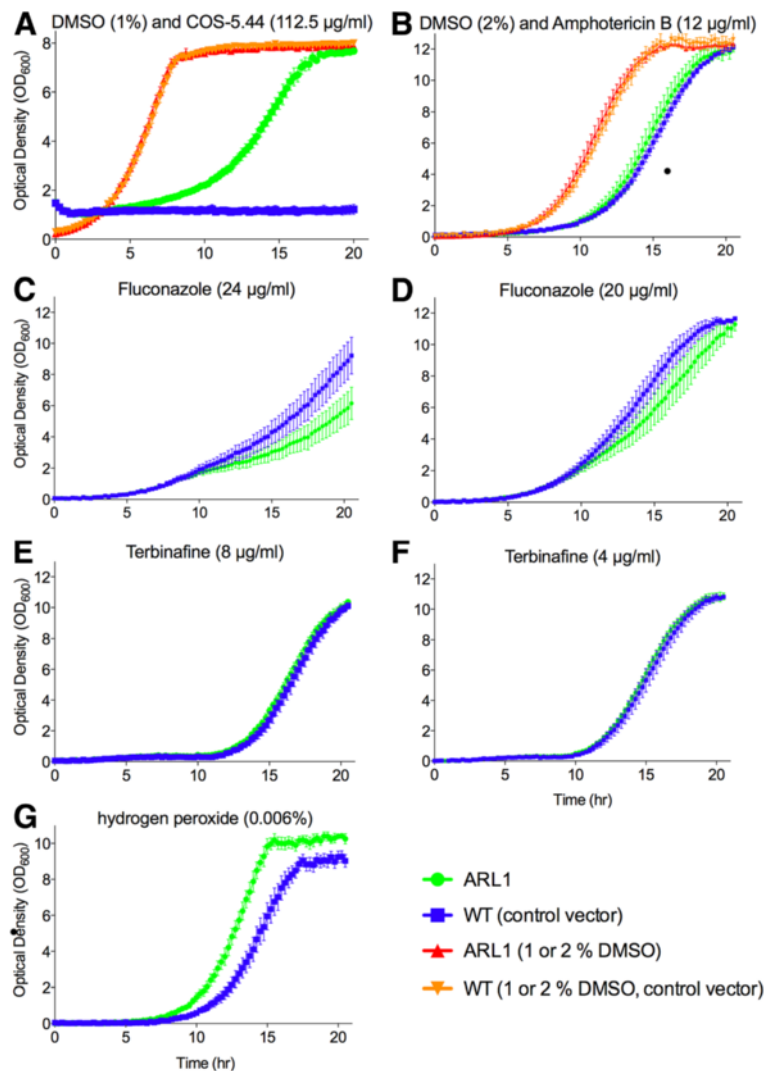 A
DMSO (1%) and COS-5.44 (112.5 µg/ml)
Optical Density (OD600)
8
6
4
2
0
0 5 10 15 20
B
DMSO (2%) and Amphotericin B (12 µg/ml)
12
10
8
6
4
2
0
0 5 10 15 20
C
Fluconazole (24 µg/ml)
Optical Density (OD600)
12
10
8
6
4
2
0
0 5 10 15 20
D
Fluconazole (20 µg/ml)
12
10
8
6
4
2
0
0 5 10 15 20
E
Terbinafine (8 µg/ml)
Optical Density (OD600)
12
10
8
6
4
2
0
0 5 10 15 20
F
Terbinafine (4 µg/ml)
12
10
8
6
4
2
0
0 5 10 15 20
Time (hr)
G
hydrogen peroxide (0.006%)
Optical Density (OD600)
10
8
6
4
2
0
0 5 10 15 20
Time (hr)
ARL1
WT (control vector)
ARL1 (1 or 2 % DMSO)
WT (1 or 2 % DMSO, control vector)